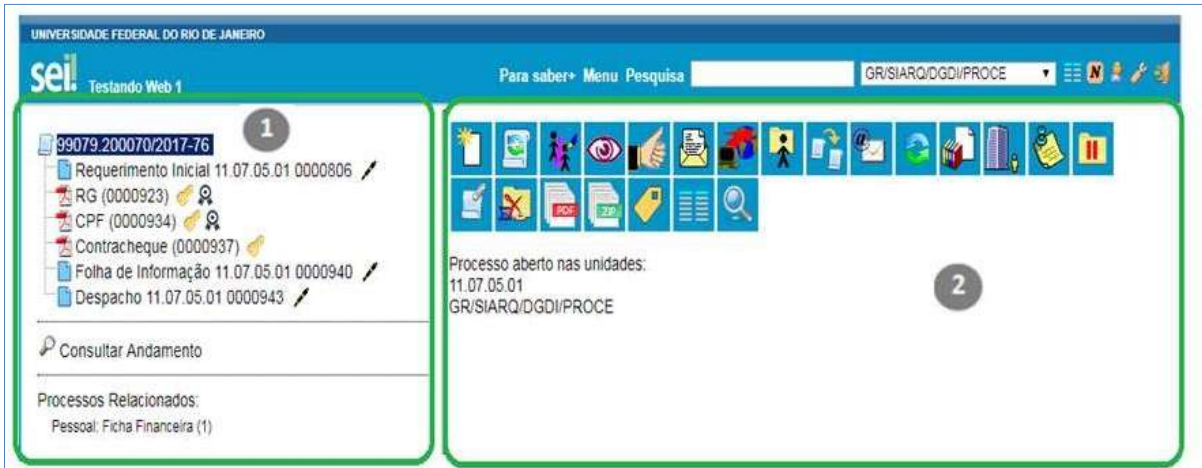 UNIVERSIDADE FEDERAL DO RIO DE JANEIRO
sei!
Testando Web 1
Para saber+ Menu Pesquisa
GR/SIARQ/DGDI/PROCE
N
1
99079.200070/2017-76
Requerimento Inicial 11.07.05.01 0000806
RG (0000923)
CPF (0000934)
Contracheque (0000937)
Folha de Informação 11.07.05.01 0000940
Despacho 11.07.05.01 0000943
Consultar Andamento
Processos Relacionados:
Pessoal: Ficha Financeira (1)
PDF
ZIP
Processo aberto nas unidades:
11.07.05.01
GR/SIARQ/DGDI/PROCE
2